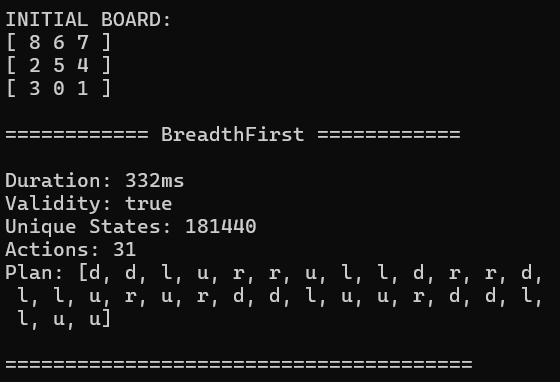 INITIAL BOARD:
[ 8 6 7 ]
[ 2 5 4 ]
[ 3 0 1 ]
============ BreadthFirst ============
Duration: 332ms
Validity: true
Unique States: 181440
Actions: 31
Plan: [d, d, l, u, r, r, u, l, l, d, r, r, d,
l, l, u, r, u, r, d, d, l, u, u, r, d, d, l,
l, u, u]
=======================================